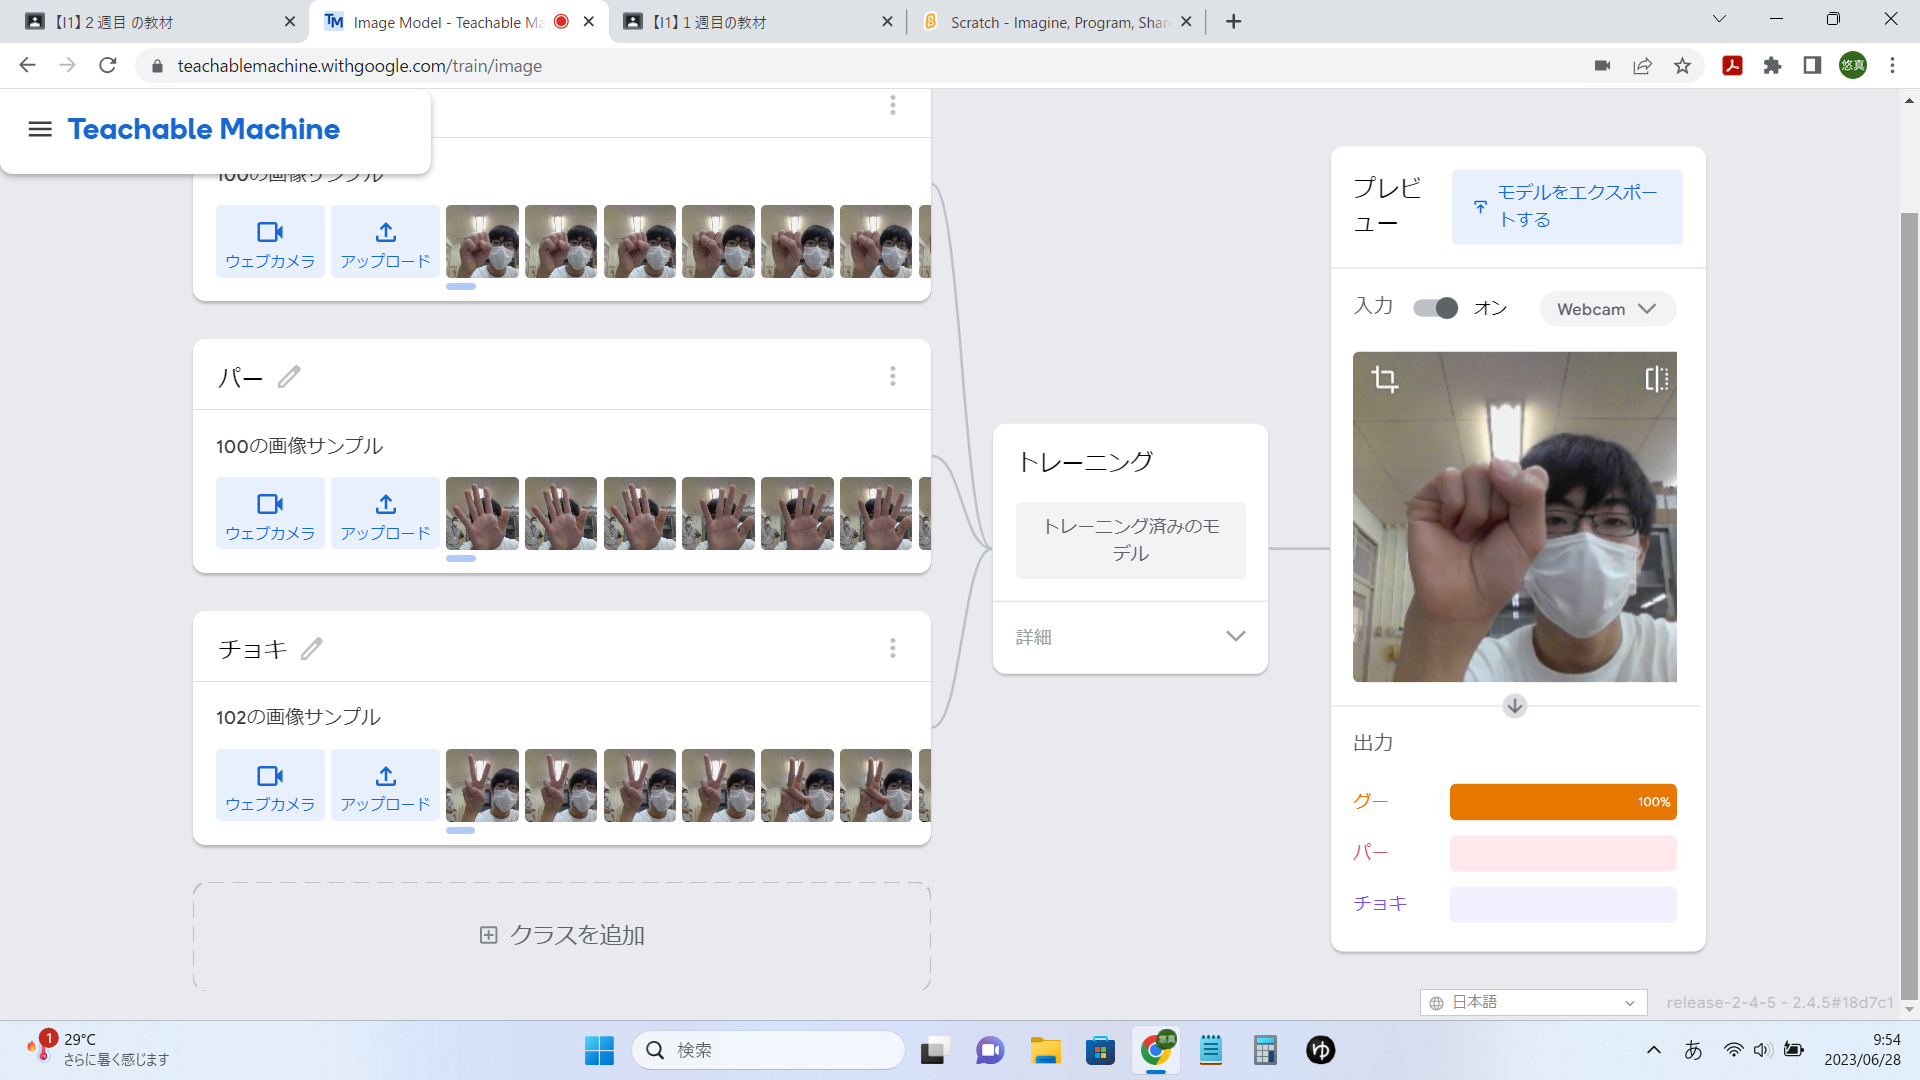 【I1】２週目 の教材
Image Model - Teachable Ma
【I1】１週目の教材
Scratch - Imagine, Program, Shar
teachablemachine.withgoogle.com/train/image
悠真
Teachable Machine
100の画像サンプル
ウェブカメラ
アップロード
パー
100の画像サンプル
ウェブカメラ
アップロード
チョキ
102の画像サンプル
ウェブカメラ
アップロード
クラスを追加
トレーニング
トレーニング済みのモ
デル
詳細
プレビ
ュー
モデルをエクスポー
トする
入力
オン
Webcam
出力
グー
100%
パー
チョキ
日本語
release-2-4-5 - 2.4.5#18d7c1
1
29°C
さらに暑く感じます
検索
悠真
ゆ
あ
9:54
2023/06/28